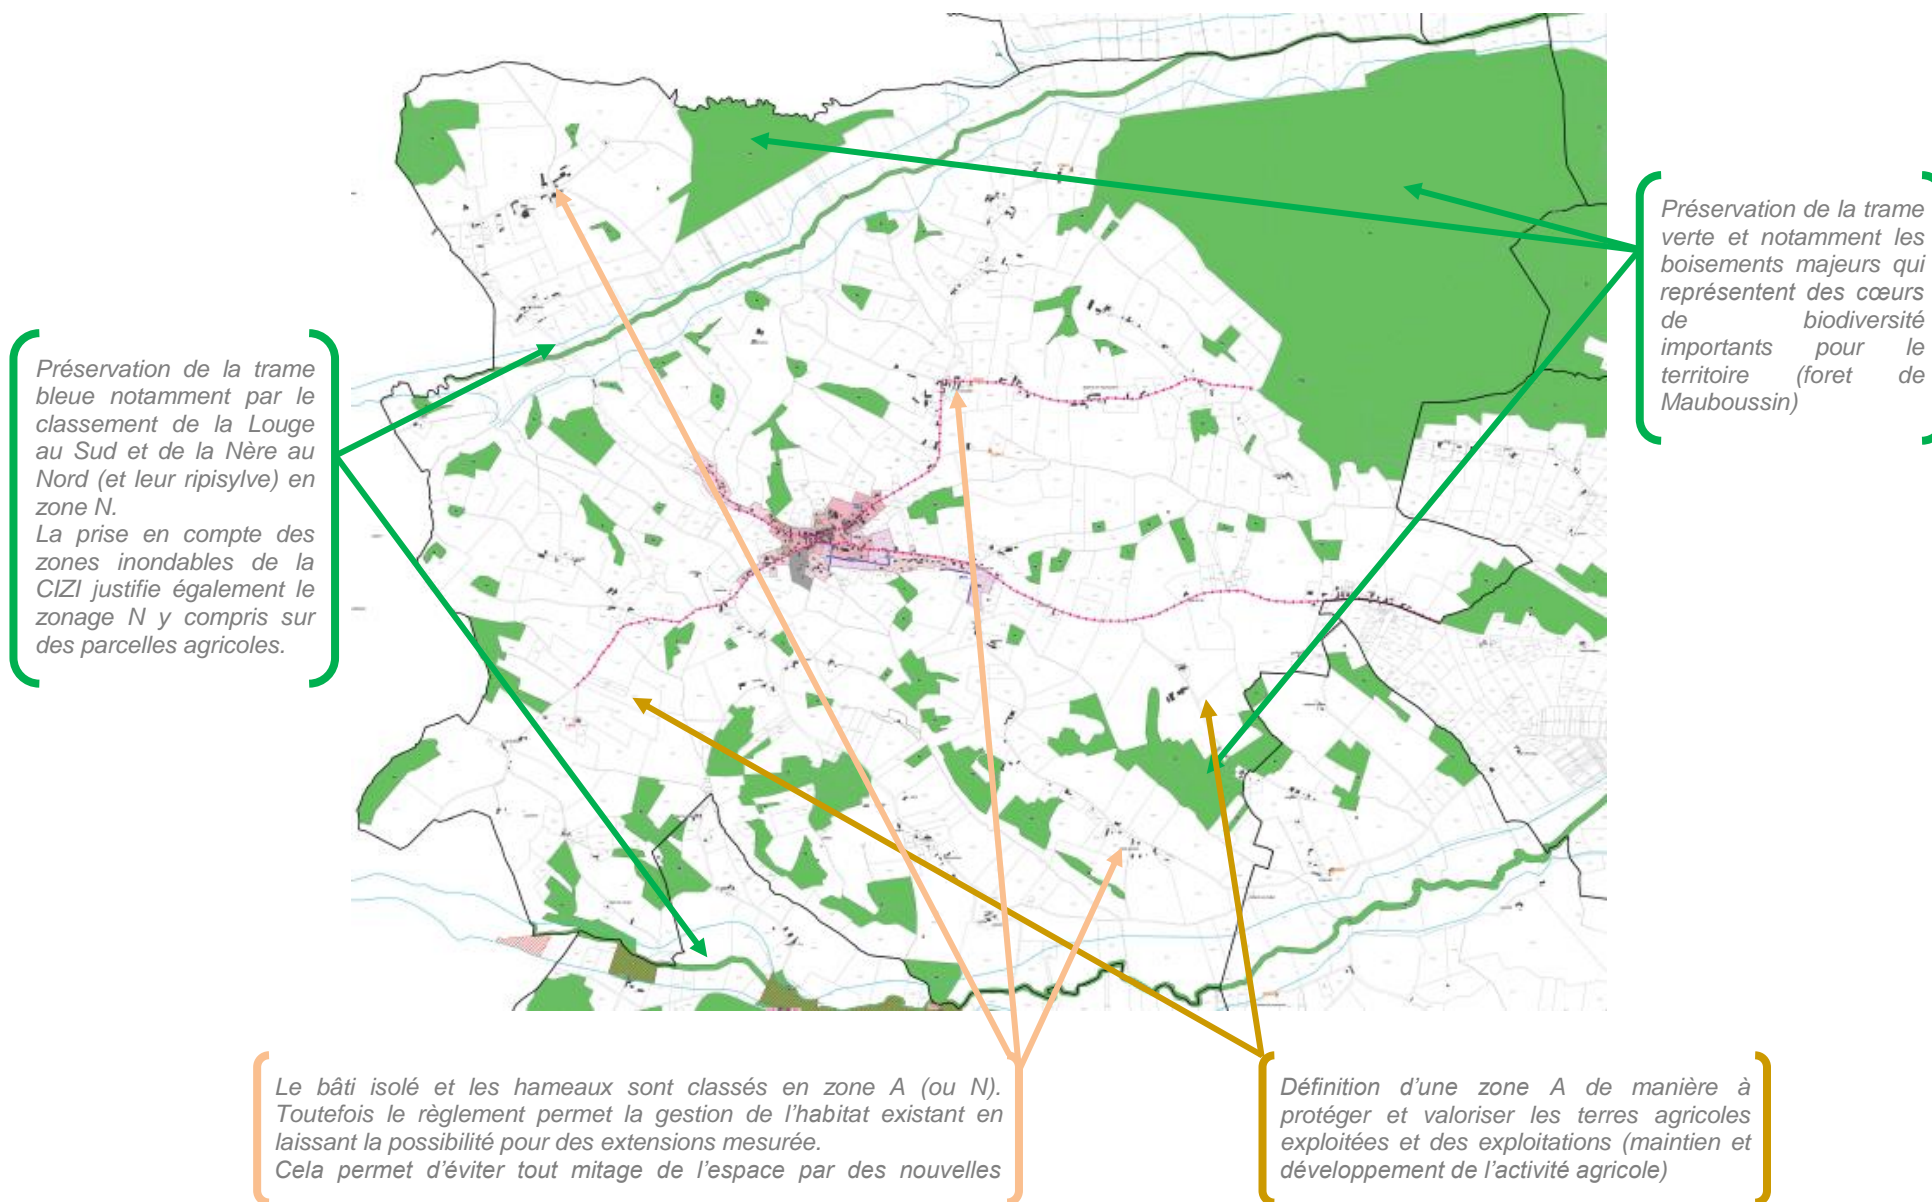 Préservation de la trame
verte et notamment les
boisements majeurs qui
représentent des cœurs
de biodiversité
importants pour le
territoire (foret de
Mauboussin)
Préservation de la trame
bleue notamment par le
classement de la Louge
au Sud et de la Nère au
Nord (et leur ripisylve) en
zone N.
La prise en compte des
zones inondables de la
CIZI justifie également le
zonage N y compris sur
des parcelles agricoles.
Le bâti isolé et les hameaux sont classés en zone A (ou N).
Toutefois le règlement permet la gestion de l'habitat existant en
laissant la possibilité pour des extensions mesurée.
Cela permet d'éviter tout mitage de l'espace par des nouvelles
Définition d'une zone A de manière à
protéger et valoriser les terres agricoles
exploitées et des exploitations (maintien et
développement de l'activité agricole)